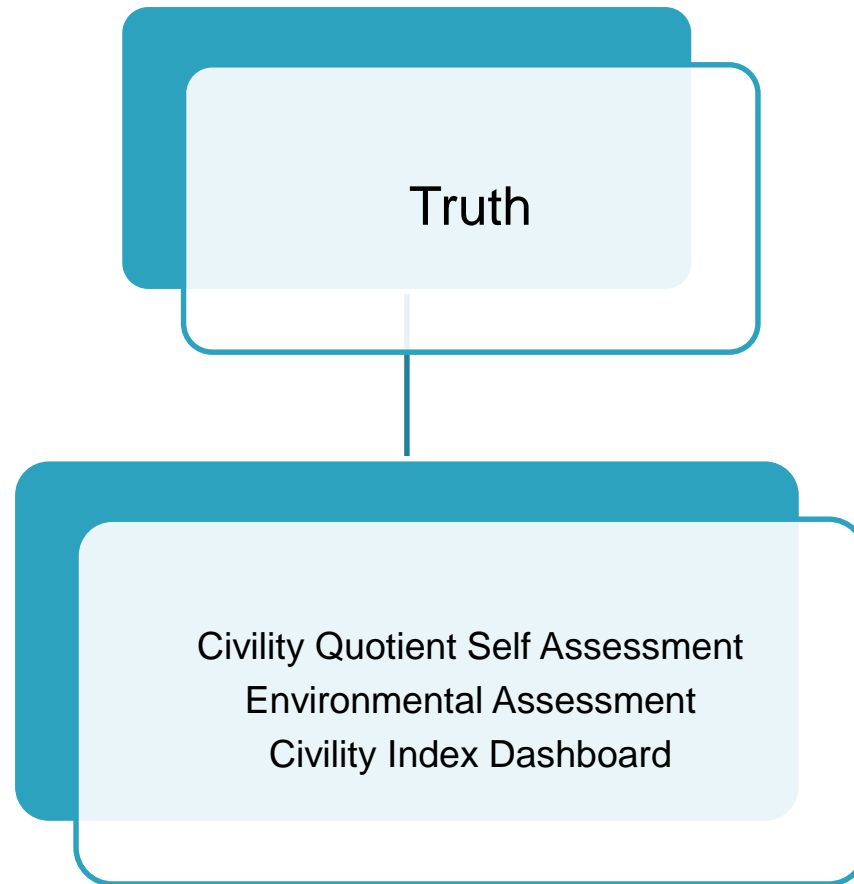 Truth
Civility Quotient Self Assessment
Environmental Assessment
Civility Index Dashboard